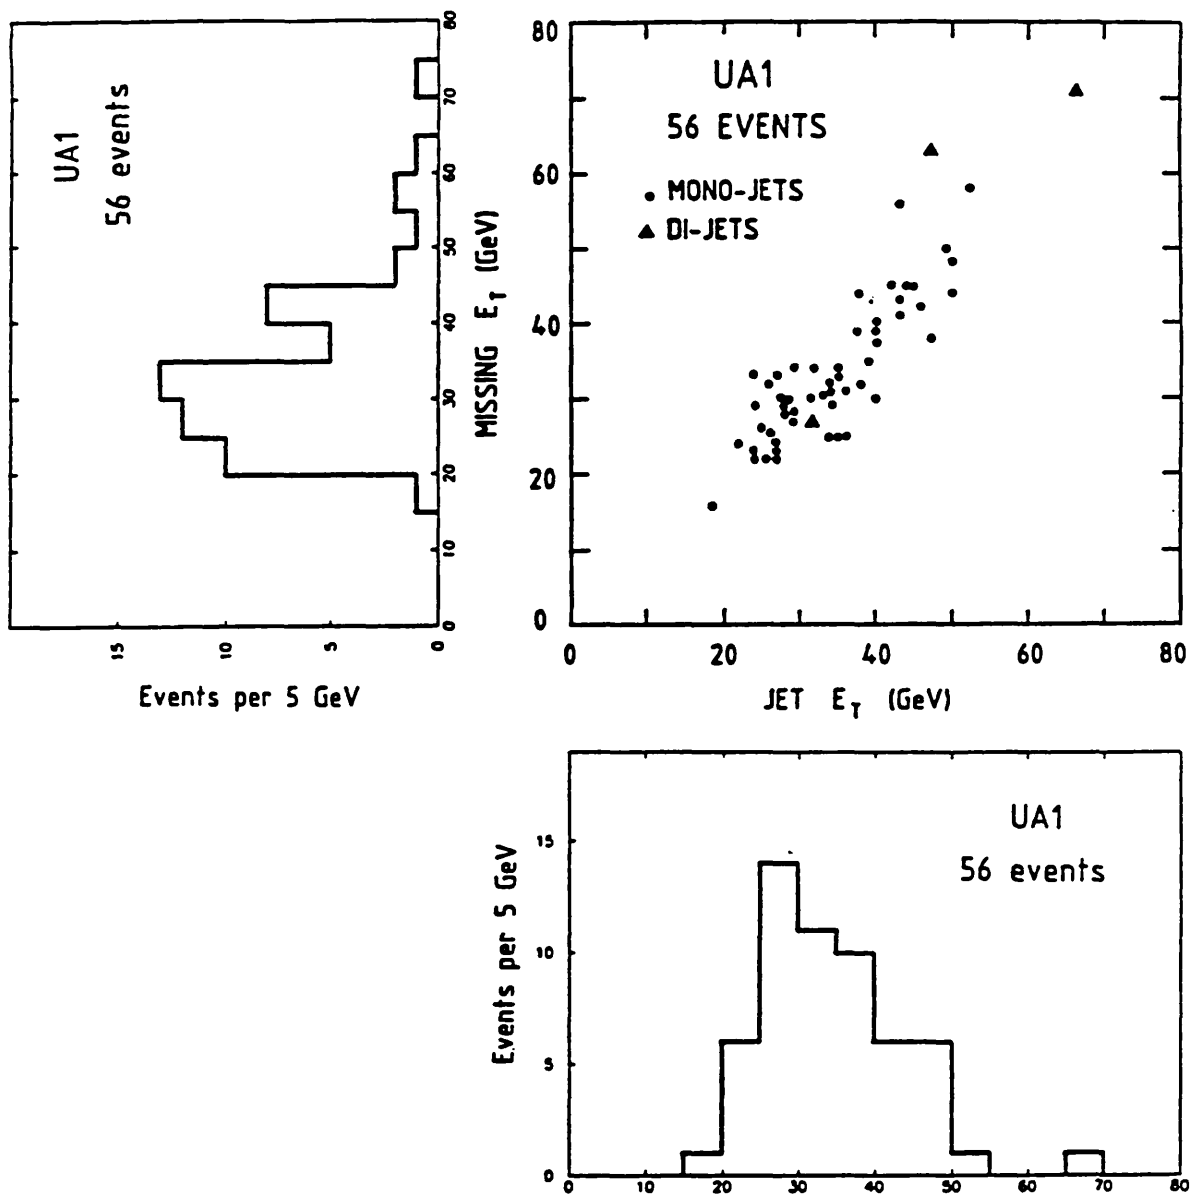 UA1
56 events
80
70
60
50
40
30
20
10
0
MISSING E_T (GeV)
15
10
5
0
Events per 5 GeV
80
60
40
20
0
UA1
56 EVENTS
• MONO-JETS
▲ DI-JETS
0 20 40 60 80
JET E_T (GeV)
15
10
5
0
Events per 5 GeV
UA1
56 events
0 10 20 30 40 50 60 70 80